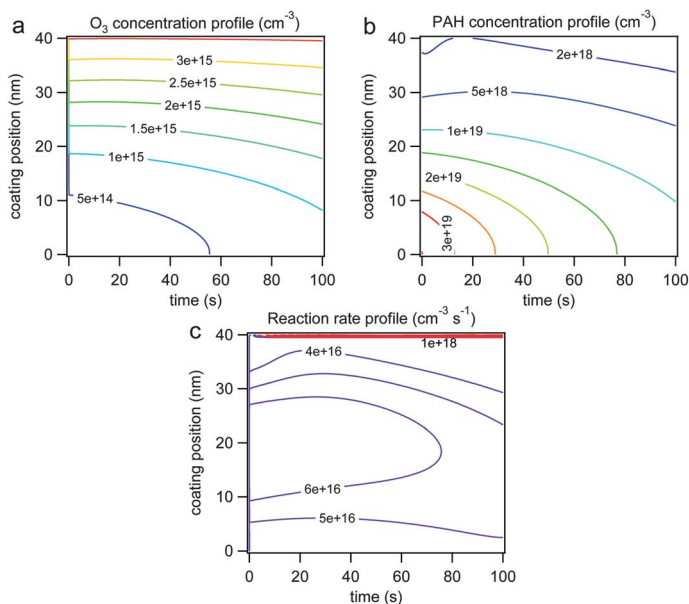 a
O₃ concentration profile (cm⁻³)
40
30
20
10
0
coating position (nm)
3e+15
2.5e+15
2e+15
1.5e+15
1e+15
5e+14
0 20 40 60 80 100
time (s)
b
PAH concentration profile (cm⁻³)
40
30
20
10
0
coating position (nm)
2e+18
5e+18
1e+19
2e+19
3e+19
0 20 40 60 80 100
time (s)
c
Reaction rate profile (cm⁻³ s⁻¹)
40
30
20
10
0
coating position (nm)
1e+18
4e+16
6e+16
5e+16
0 20 40 60 80 100
time (s)